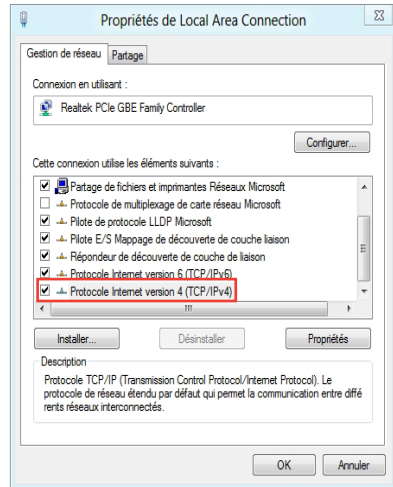 Propriétés de Local Area Connection
Gestion de réseau Partage
Connexion en utilisant :
Realtek PCIe GBE Family Controller
Configurer...
Cette connexion utilise les éléments suivants :
Partage de fichiers et imprimantes Réseaux Microsoft
Protocole de multiplexage de carte réseau Microsoft
Pilote de protocole LLDP Microsoft
Pilote E/S Mappage de découverte de couche liaison
Répondeur de découverte de couche de liaison
Protocole Internet version 6 (TCP/IPv6)
Protocole Internet version 4 (TCP/IPv4)
Installer... Désinstaller Propriétés
Description
Protocole TCP/IP (Transmission Control Protocol/Internet Protocol). Le
protocole de réseau étendu par défaut qui permet la communication entre diffé
rents réseaux interconnectés.
OK Annuler